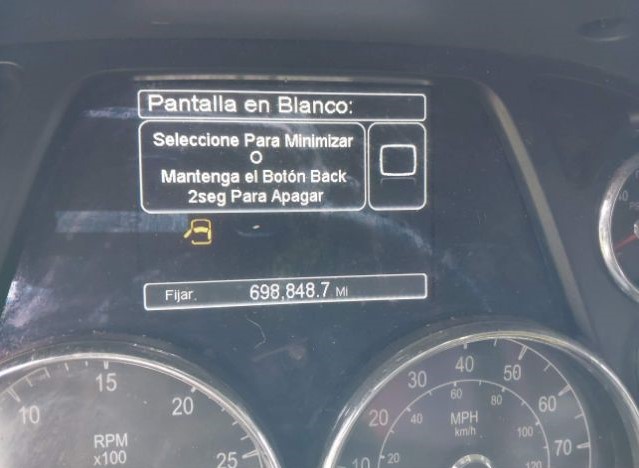 Pantalla en Blanco:
Seleccione Para Minimizar
O
Mantenga el Botón Back
2seg Para Apagar
Fijar. 698,848.7 MI
10 15 20 25
RPM
x100
10 20 30 40 50 60 70
40 60 80 100 120
MPH
km/h